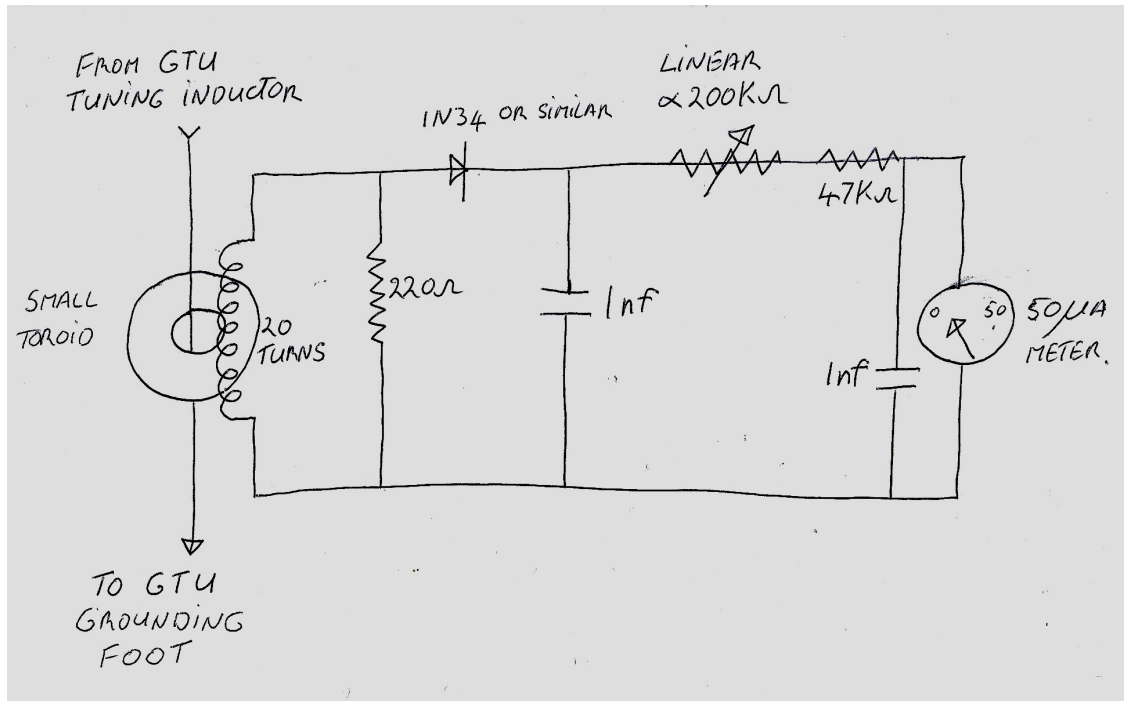 FROM GTU
TUNING INDUCTOR
LINEAR
∝200KΩ
IN34 OR SIMILAR
47KΩ
SMALL
TOROID
20
TURNS
220Ω
1nf
1nf
0 50
50μA
METER.
TO GTU
GROUNDING
FOOT